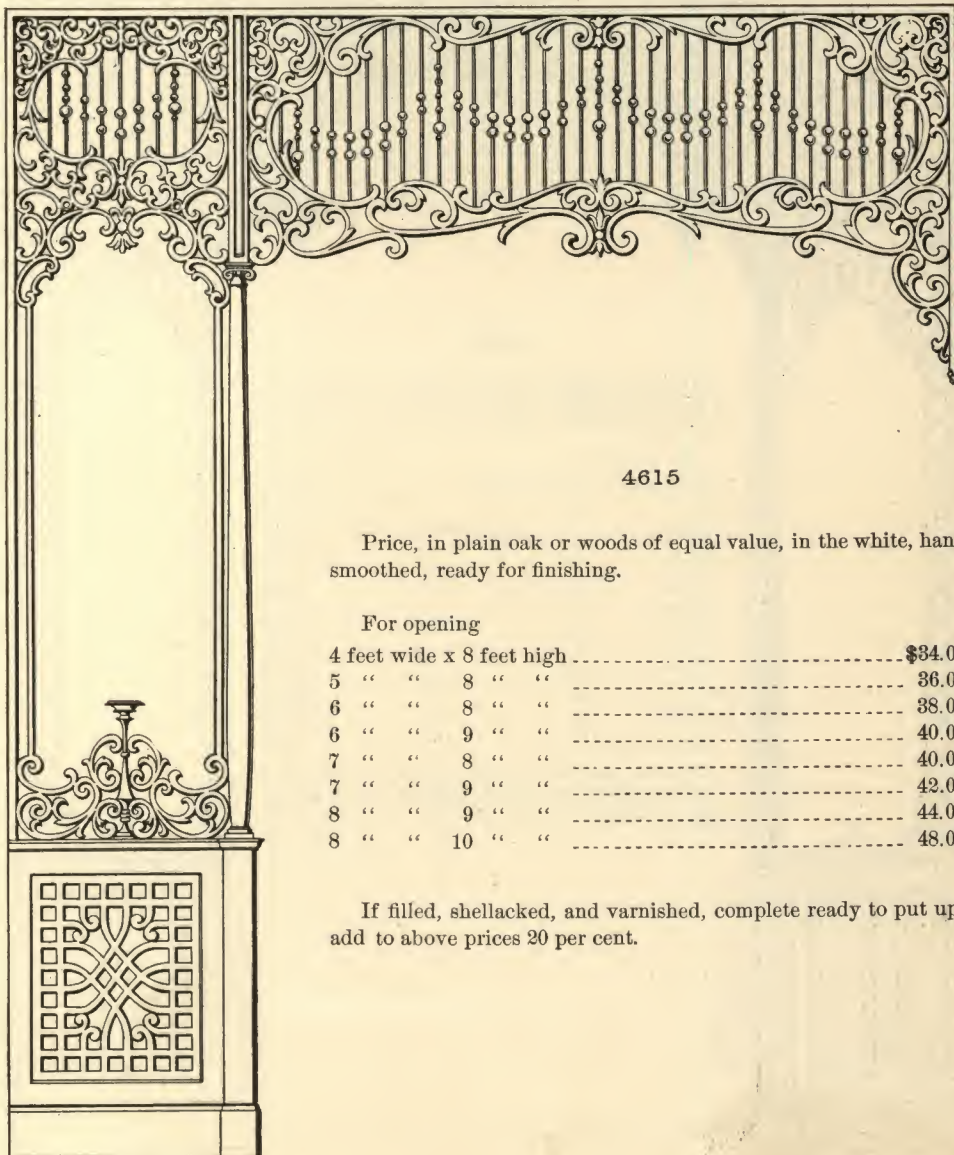 4615
Price, in plain oak or woods of equal value, in the white, han
smoothed, ready for finishing.
For opening
4 feet wide x 8 feet high $34.0
5 “ “ 8 “ “ 36.0
6 “ “ 8 “ “ 38.0
6 “ “ 9 “ “ 40.0
7 “ “ 8 “ “ 40.0
7 “ “ 9 “ “ 42.0
8 “ “ 9 “ “ 44.0
8 “ “ 10 “ “ 48.0
If filled, shellacked, and varnished, complete ready to put up
add to above prices 20 per cent.